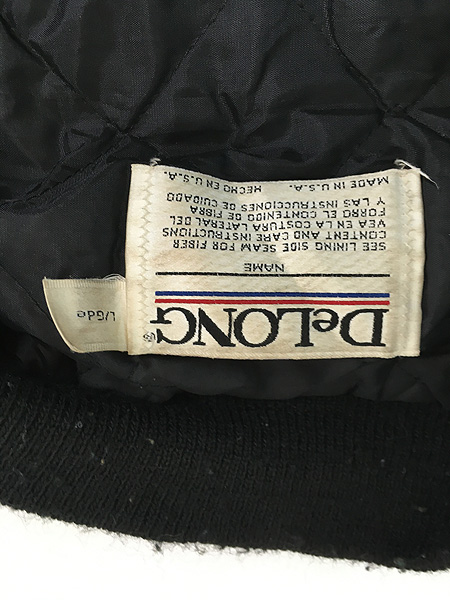 DeLONG®
NAME
SEE LINING SIDE SEAM FOR FIBER
CONTENT AND CARE INSTRUCTIONS
VEA EN LA COSTURA LATERAL DEL
FORRO EL CONTENIDO DE FIBRA
Y LAS INSTRUCCIONES DE CUIDADO
MADE IN U.S.A. HECHO EN U.S.A.
L/Gde